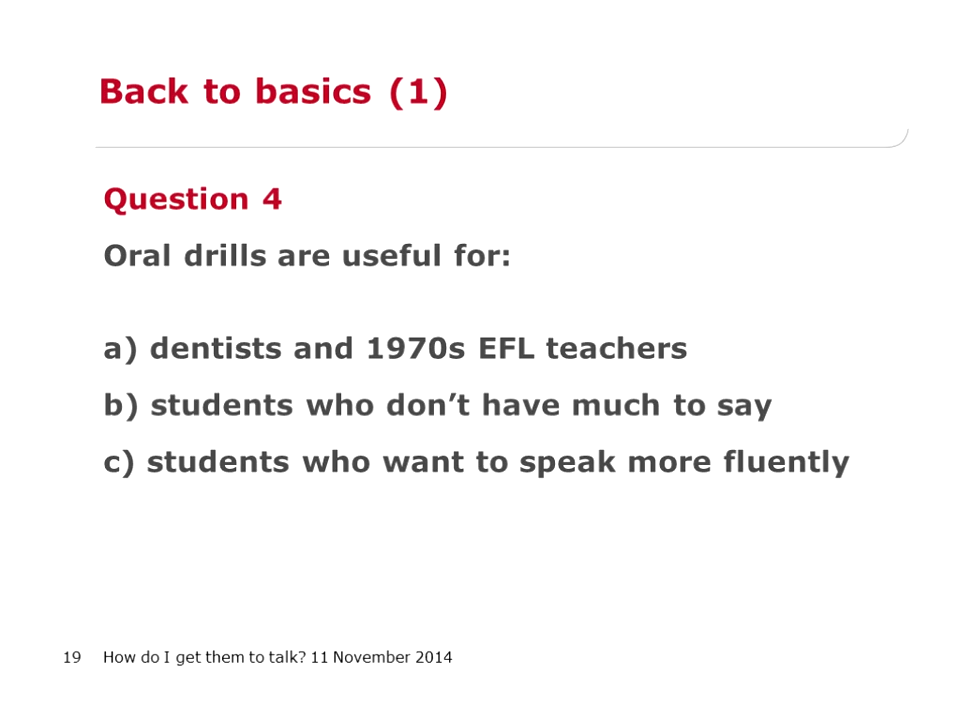 Back to basics (1)
Question 4
Oral drills are useful for:
a) dentists and 1970s EFL teachers
b) students who don’t have much to say
c) students who want to speak more fluently
19 How do I get them to talk? 11 November 2014